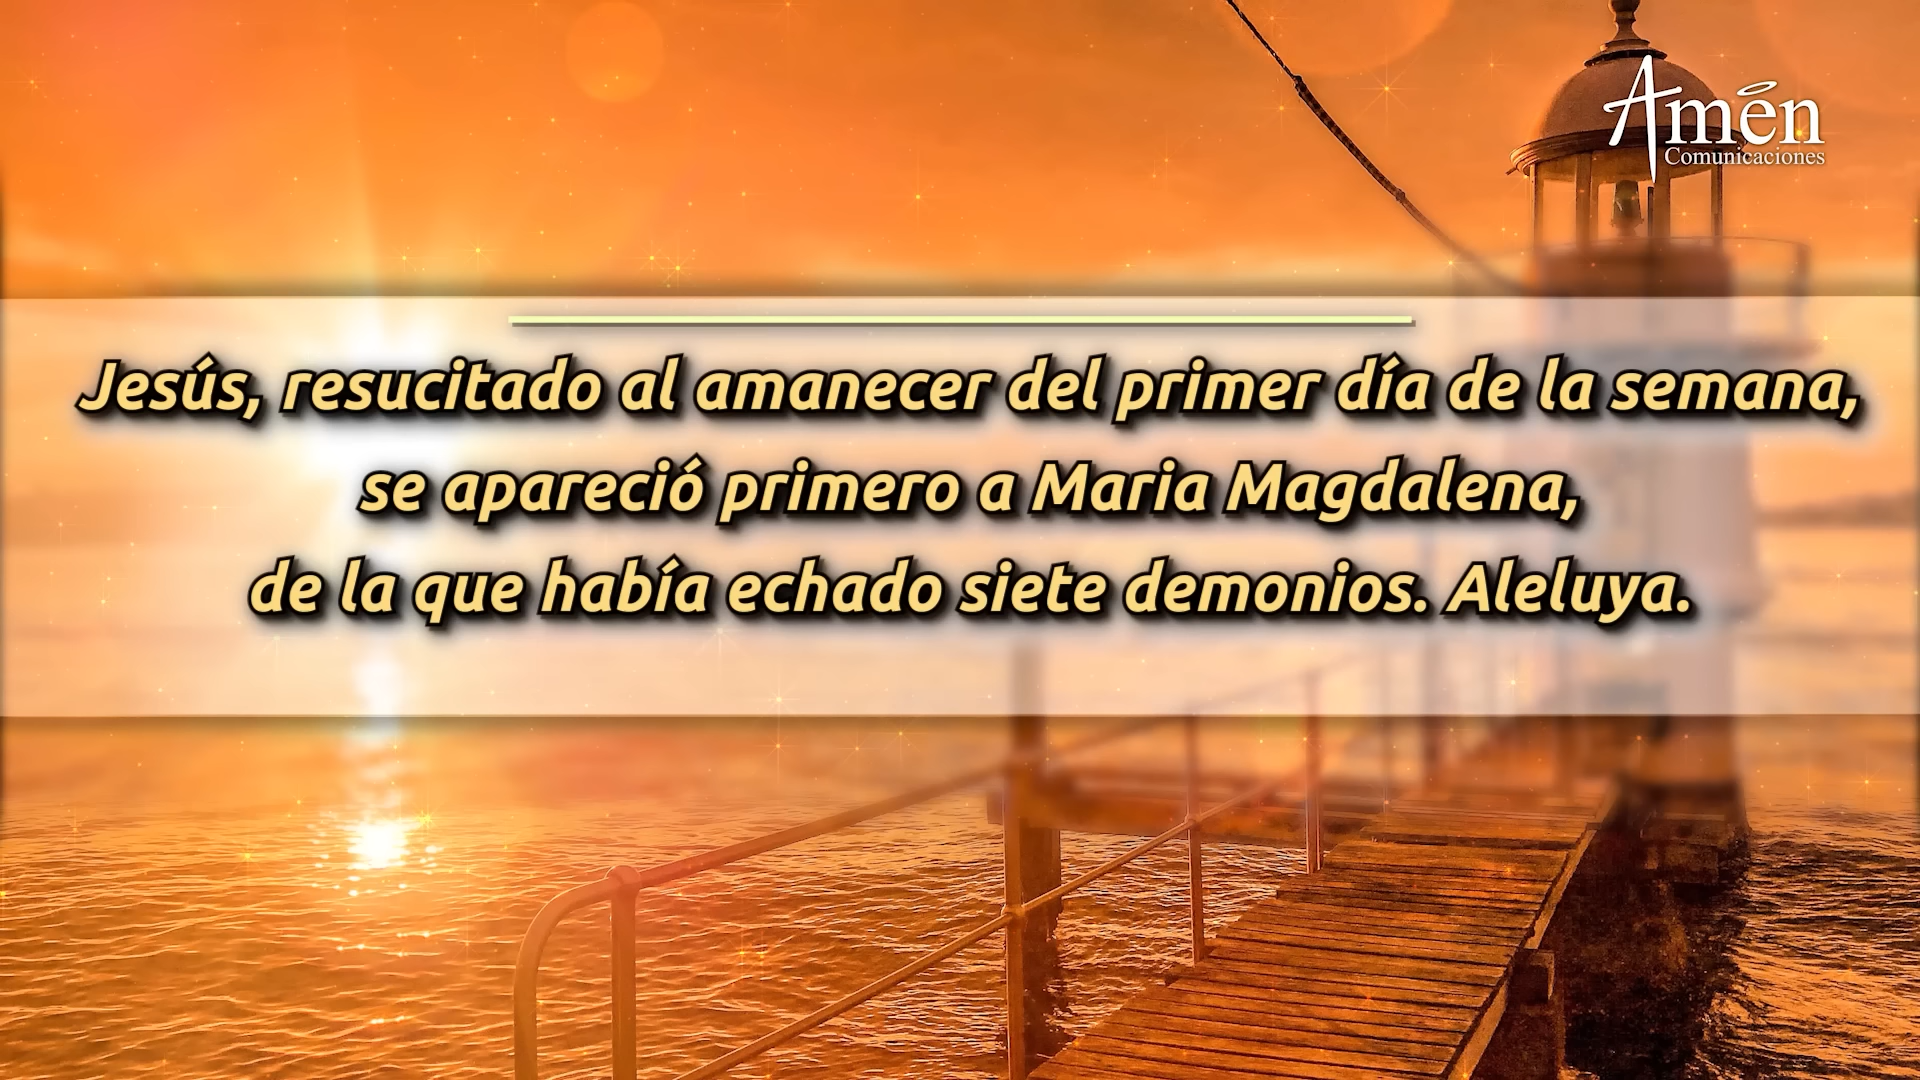 Amén
Comunicaciones
Jesús, resucitado al amanecer del primer día de la semana,
se apareció primero a Maria Magdalena,
de la que había echado siete demonios. Aleluya.